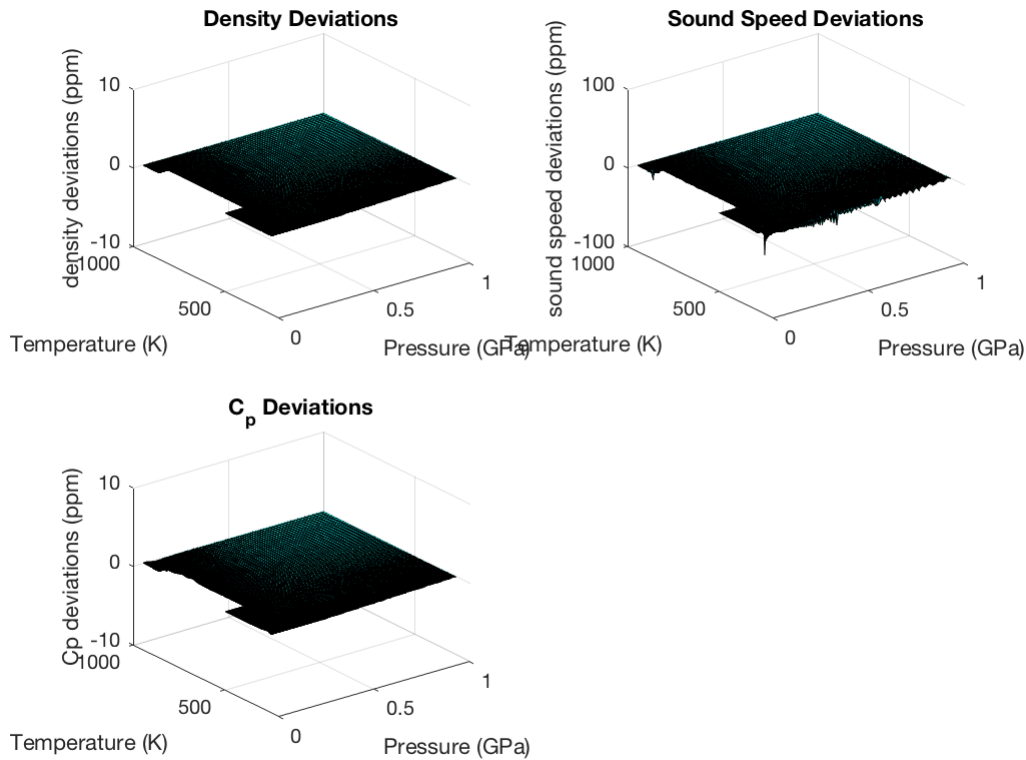 Density Deviations
density deviations (ppm)
10
0
-10
1000
500
0
0.5
1
Temperature (K)
Pressure (GPa)
Sound Speed Deviations
sound speed deviations (ppm)
100
0
-100
1000
500
0
0.5
1
Temperature (K)
Pressure (GPa)
Cp Deviations
Cp deviations (ppm)
10
0
-10
1000
500
0
0.5
1
Temperature (K)
Pressure (GPa)